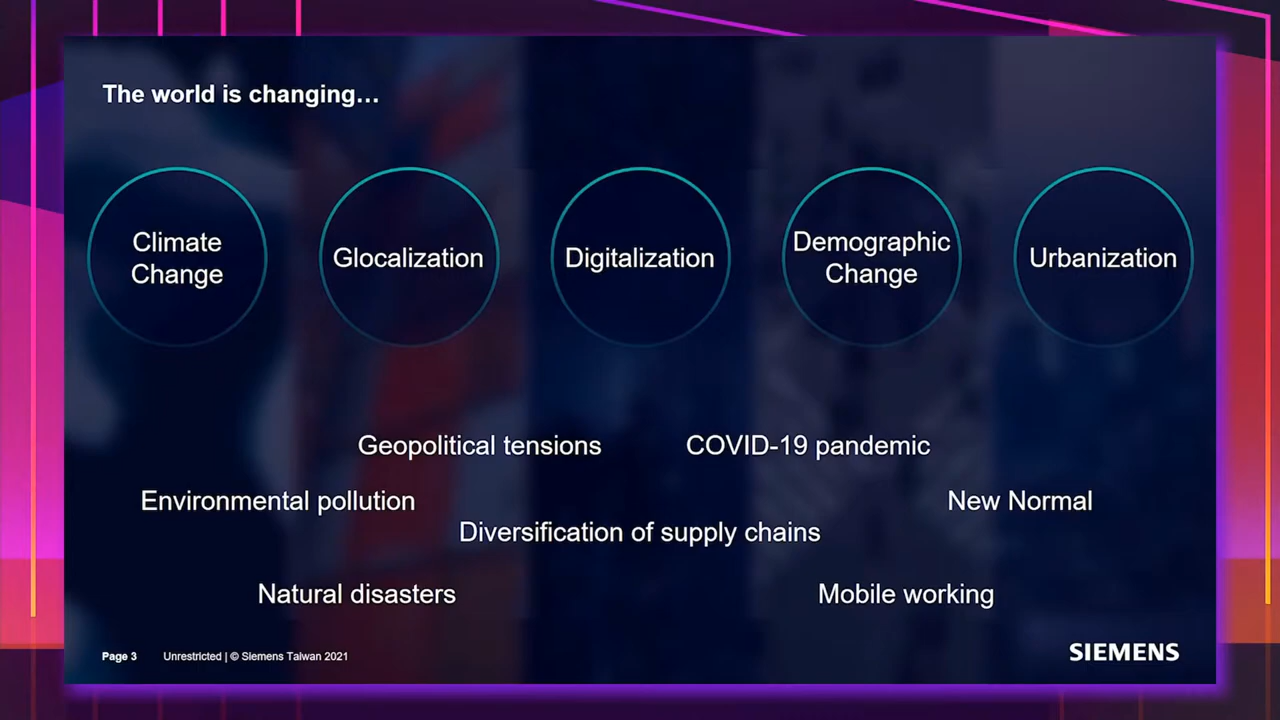 The world is changing...
Climate
Change
Glocalization
Digitalization
Demographic
Change
Urbanization
Geopolitical tensions
COVID-19 pandemic
Environmental pollution
New Normal
Diversification of supply chains
Natural disasters
Mobile working
Page 3
Unrestricted | © Siemens Taiwan 2021
SIEMENS